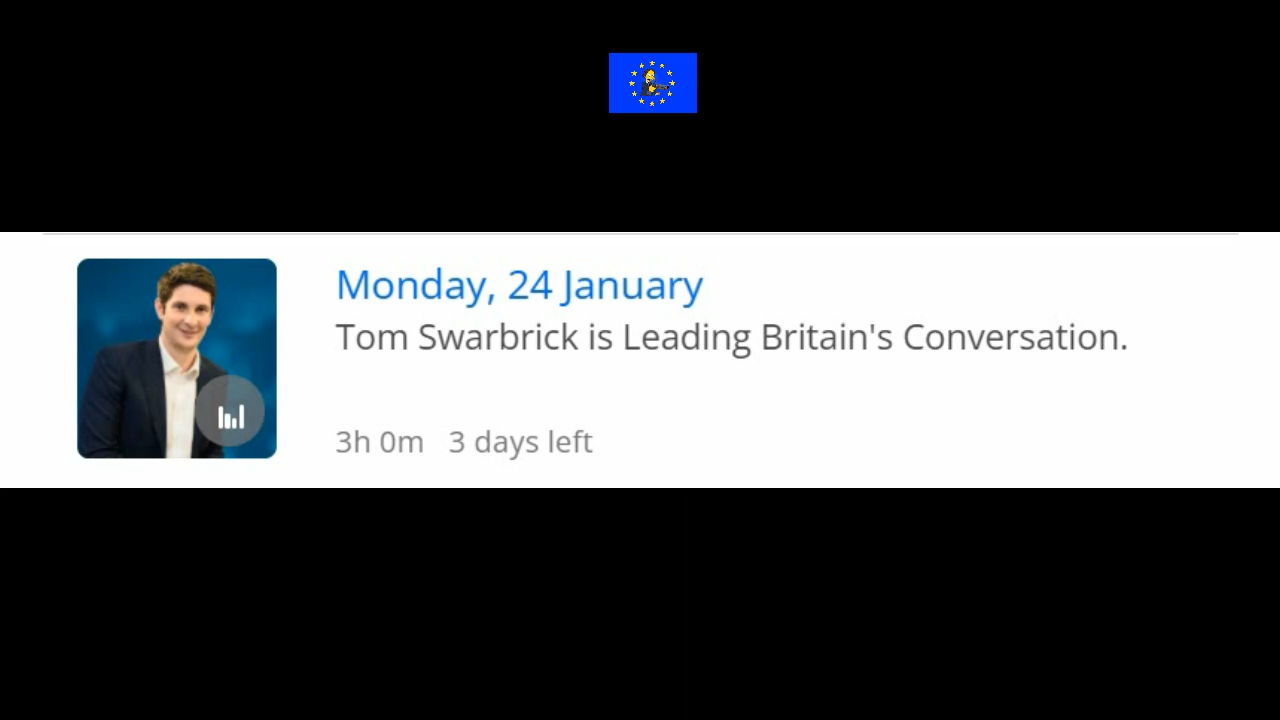 Monday, 24 January
Tom Swarbrick is Leading Britain's Conversation.
3h 0m 3 days left